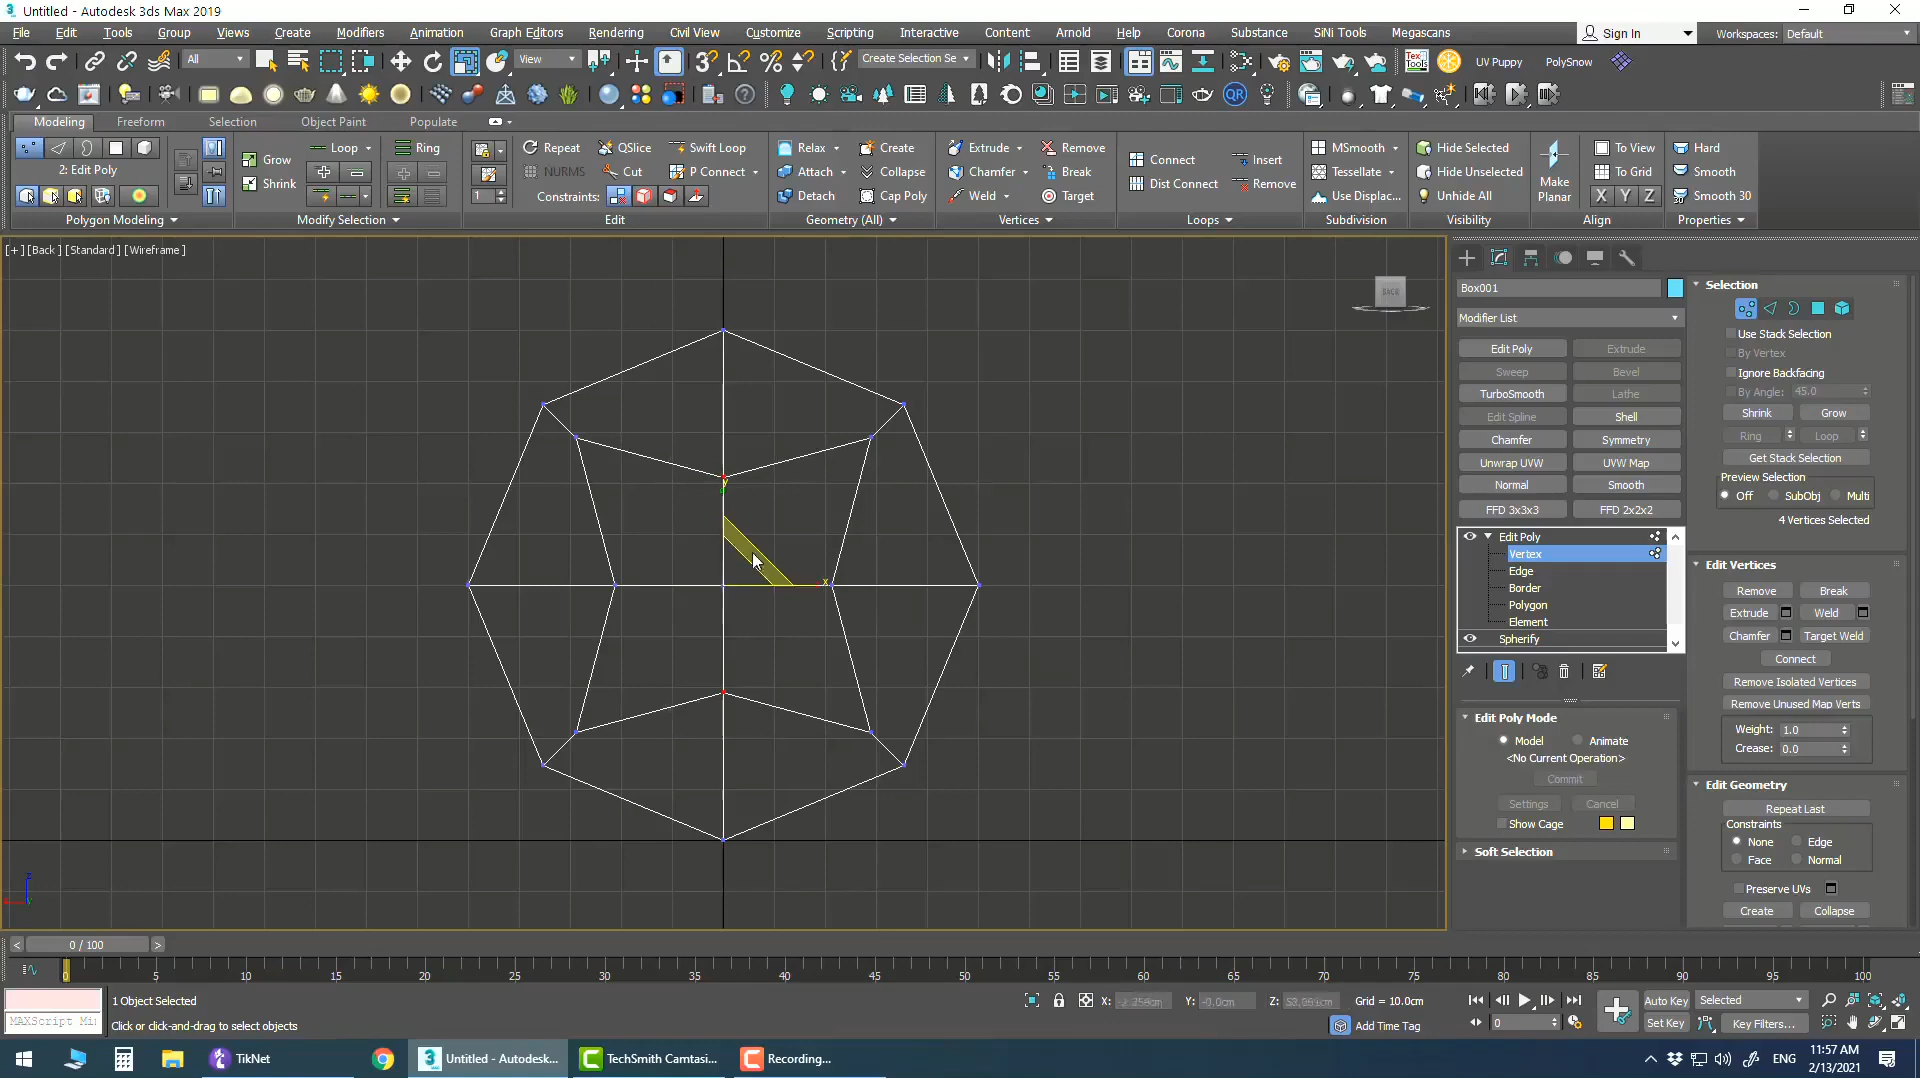 Untitled - Autodesk 3ds Max 2019
File Edit Tools Group Views Create Modifiers Animation Graph Editors Rendering Civil View Customize Scripting Interactive Content Arnold Help Corona Substance SiNi Tools Megascans Sign In Workspaces: Default
All View Create Selection Se TexTools UV Puppy PolySnow
QR
Modeling Freeform Selection Object Paint Populate
Loop Ring Repeat QSlice Swift Loop Relax Create Extrude Remove MSmooth Hide Selected To View Hard
2: Edit Poly Grow NURMS Cut P Connect Attach Collapse Chamfer Break Connect Insert Tessellate Hide Unselected Make Planar To Grid Smooth
Shrink 1 Constraints: Detach Cap Poly Weld Target Dist Connect Remove Use Displac... Unhide All X Y Z Smooth 30
Polygon Modeling Modify Selection Edit Geometry (All) Vertices Loops Subdivision Visibility Align Properties
[+] [Back] [Standard] [Wireframe]
BACK
y
x
z
Box001
Modifier List
Edit Poly Extrude
Sweep Bevel
TurboSmooth Lathe
Edit Spline Shell
Chamfer Symmetry
Unwrap UVW UVW Map
Normal Smooth
FFD 3x3x3 FFD 2x2x2
Edit Poly
Vertex
Edge
Border
Polygon
Element
Spherify
Edit Poly Mode
Model Animate
<No Current Operation>
Commit
Settings Cancel
Show Cage
Soft Selection
Selection
Use Stack Selection
By Vertex
Ignore Backfacing
By Angle: 45.0
Shrink Grow
Ring Loop
Get Stack Selection
Preview Selection
Off SubObj Multi
4 Vertices Selected
Edit Vertices
Remove Break
Extrude Weld
Chamfer Target Weld
Connect
Remove Isolated Vertices
Remove Unused Map Verts
Weight: 1.0
Crease: 0.0
Edit Geometry
Repeat Last
Constraints
None Edge
Face Normal
Preserve UVs
Create Collapse
< 0 / 100 >
0 5 10 15 20 25 30 35 40 45 50 55 60 65 70 75 80 85 90 95 100
1 Object Selected X: Y: -0.0cm Z: Grid = 10.0cm Auto Key Selected
MAXScript Mi Click or click-and-drag to select objects Add Time Tag 0 Set Key Key Filters...
TikNet Untitled - Autodesk... TechSmith Camtasi... Recording... ENG 11:57 AM
2/13/2021